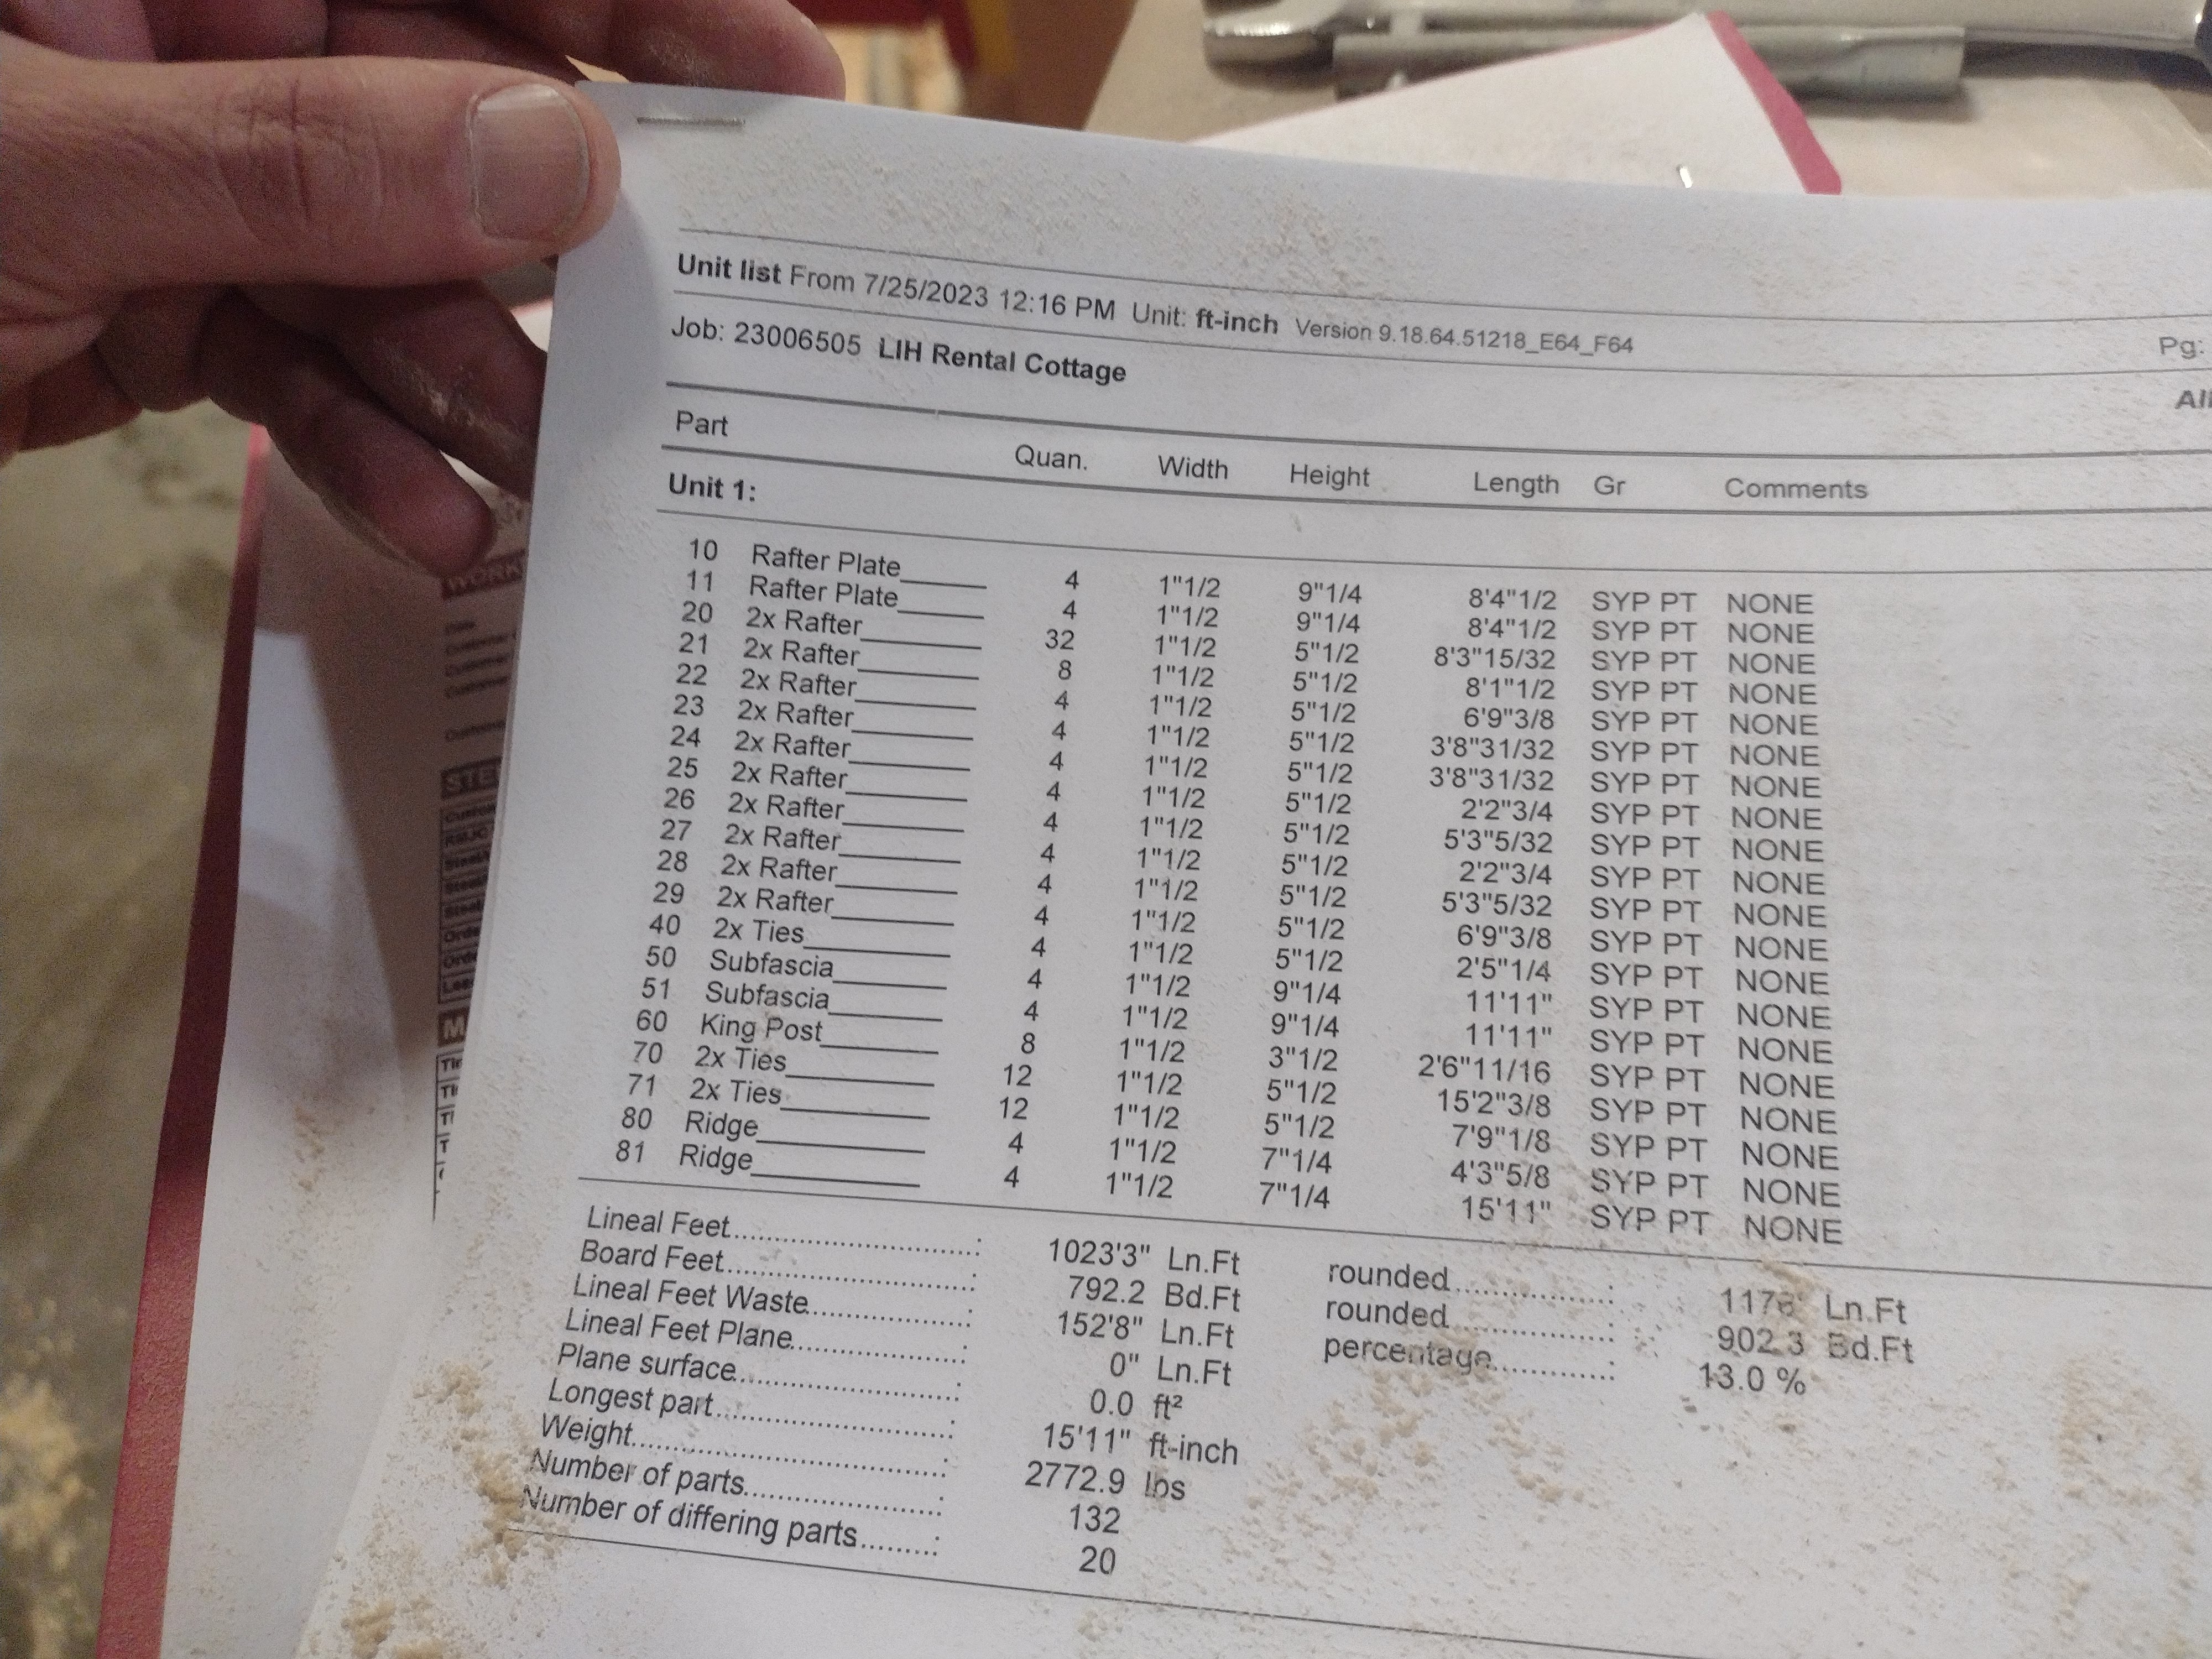 Unit list From 7/25/2023 12:16 PM Unit: ft-inch Version 9.18.64.51218_E64_F64 Pg:
Job: 23006505 LIH Rental Cottage All
Part Quan. Width Height Length Gr Comments
Unit 1:
10 Rafter Plate 4 1"1/2 9"1/4 8'4"1/2 SYP PT NONE
11 Rafter Plate 4 1"1/2 9"1/4 8'4"1/2 SYP PT NONE
20 2x Rafter 32 1"1/2 5"1/2 8'3"15/32 SYP PT NONE
21 2x Rafter 8 1"1/2 5"1/2 8'1"1/2 SYP PT NONE
22 2x Rafter 4 1"1/2 5"1/2 6'9"3/8 SYP PT NONE
23 2x Rafter 4 1"1/2 5"1/2 3'8"31/32 SYP PT NONE
24 2x Rafter 4 1"1/2 5"1/2 3'8"31/32 SYP PT NONE
25 2x Rafter 4 1"1/2 5"1/2 2'2"3/4 SYP PT NONE
26 2x Rafter 4 1"1/2 5"1/2 5'3"5/32 SYP PT NONE
27 2x Rafter 4 1"1/2 5"1/2 2'2"3/4 SYP PT NONE
28 2x Rafter 4 1"1/2 5"1/2 5'3"5/32 SYP PT NONE
29 2x Rafter 4 1"1/2 5"1/2 6'9"3/8 SYP PT NONE
40 2x Ties 4 1"1/2 5"1/2 2'5"1/4 SYP PT NONE
50 Subfascia 4 1"1/2 9"1/4 11'11" SYP PT NONE
51 Subfascia 4 1"1/2 9"1/4 11'11" SYP PT NONE
60 King Post 8 1"1/2 3"1/2 2'6"11/16 SYP PT NONE
70 2x Ties 12 1"1/2 5"1/2 15'2"3/8 SYP PT NONE
71 2x Ties 12 1"1/2 5"1/2 7'9"1/8 SYP PT NONE
80 Ridge 4 1"1/2 7"1/4 4'3"5/8 SYP PT NONE
81 Ridge 4 1"1/2 7"1/4 15'11" SYP PT NONE
Lineal Feet: 1023'3" Ln.Ft rounded: 1176' Ln.Ft
Board Feet: 792.2 Bd.Ft rounded: 902.3 Bd.Ft
Lineal Feet Waste: 152'8" Ln.Ft percentage: 13.0 %
Lineal Feet Plane: 0" Ln.Ft
Plane surface: 0.0 ft²
Longest part: 15'11" ft-inch
Weight: 2772.9 lbs
Number of parts: 132
Number of differing parts: 20